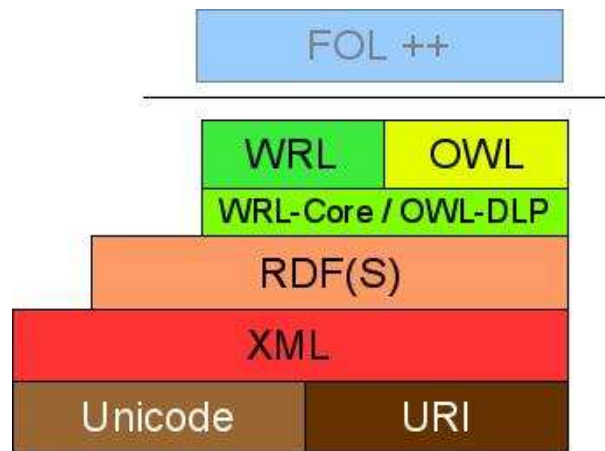 FOL ++
WRL OWL
WRL-Core / OWL-DLP
RDF(S)
XML
Unicode URI